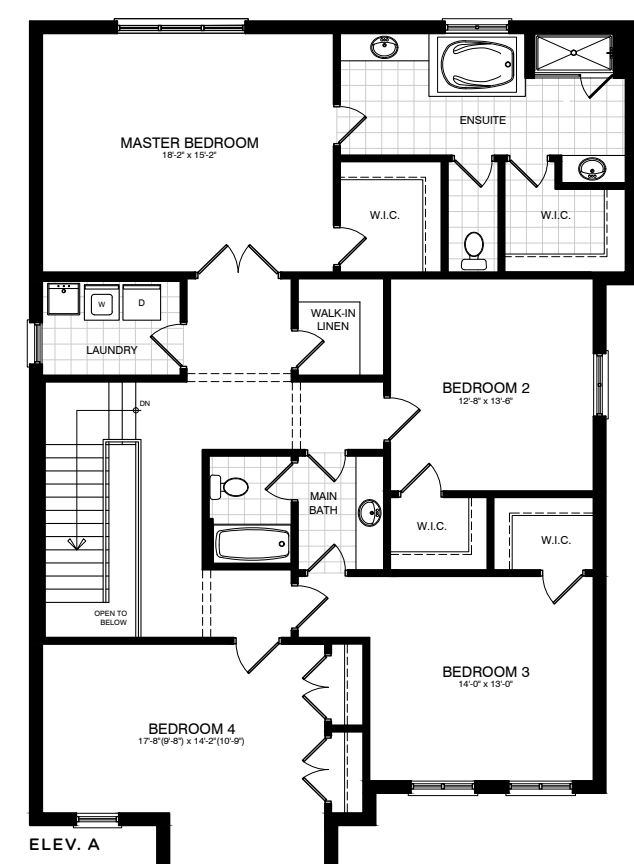 ENSUITE
MASTER BEDROOM
18'-2" x 15'-2"
W.I.C.
W.I.C.
W
D
WALK-IN
LINEN
LAUNDRY
BEDROOM 2
12'-8" x 13'-6"
DN
MAIN
BATH
W.I.C.
W.I.C.
OPEN TO
BELOW
BEDROOM 3
14'-0" x 13'-0"
BEDROOM 4
17'-8"(9'-8") x 14'-2"(10'-9")
ELEV. A